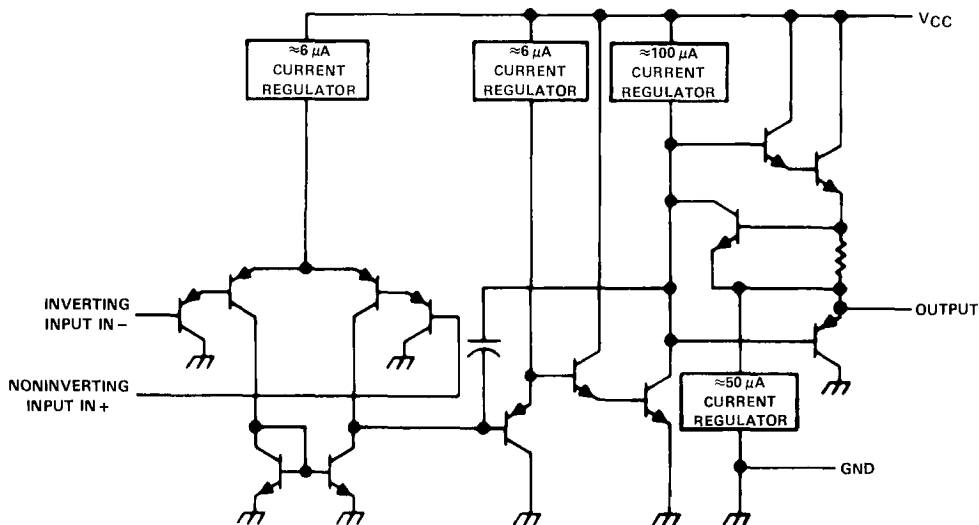 VCC
≈6 µA
CURRENT
REGULATOR
≈6 µA
CURRENT
REGULATOR
≈100 µA
CURRENT
REGULATOR
INVERTING
INPUT IN−
OUTPUT
NONINVERTING
INPUT IN+
≈50 µA
CURRENT
REGULATOR
GND